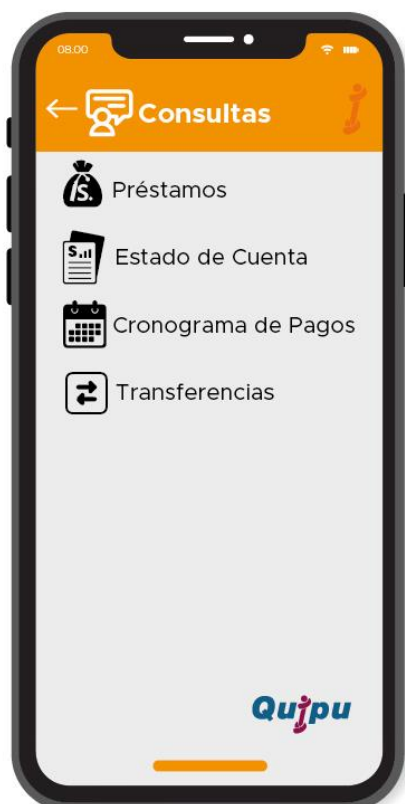 08.00
Consultas
Préstamos
Estado de Cuenta
Cronograma de Pagos
Transferencias
Quipu